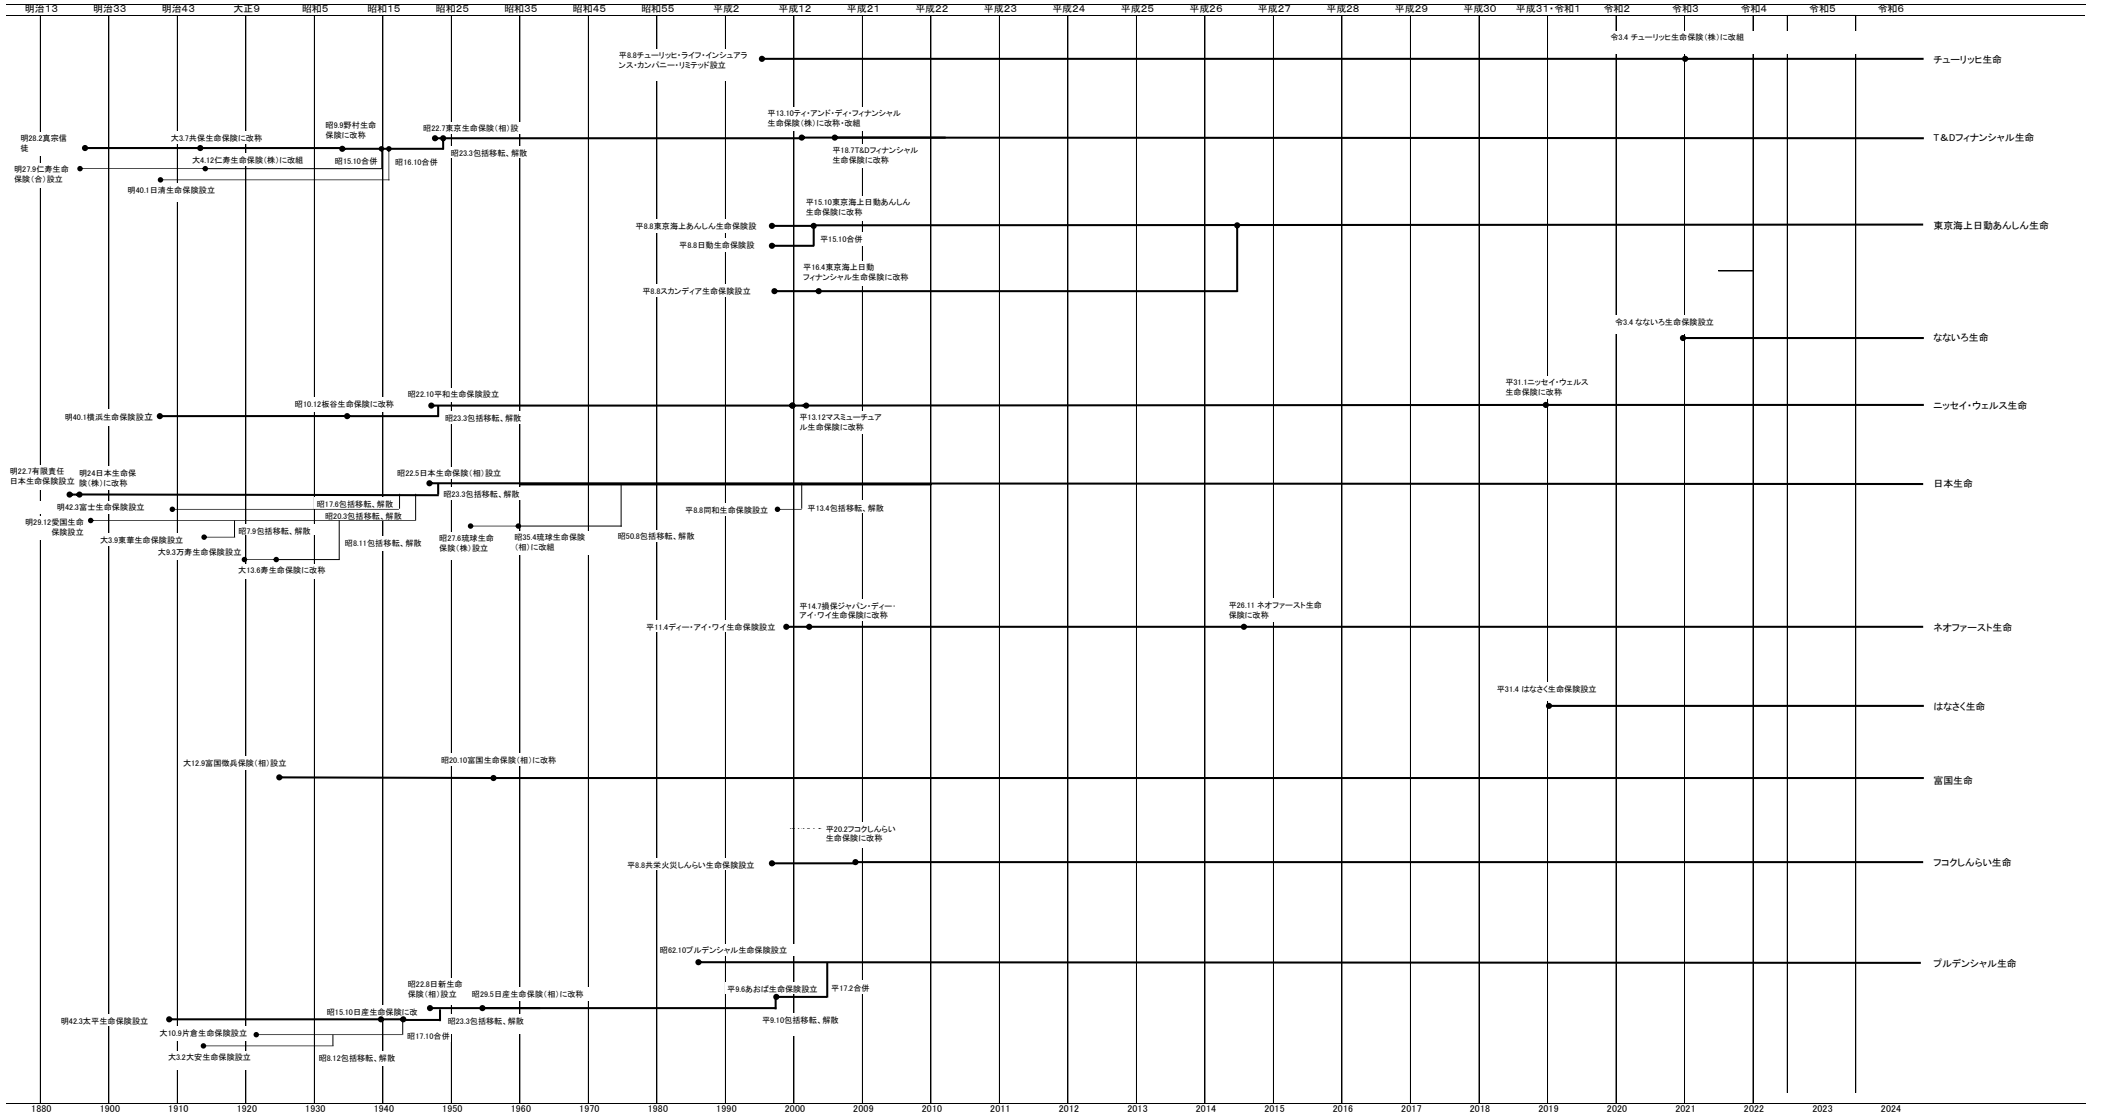 明治13 明治33 明治43 大正9 昭和5 昭和15 昭和25 昭和35 昭和45 昭和55 平成2 平成12 平成21 平成22 平成23 平成24 平成25 平成26 平成27 平成28 平成29 平成30 平成31・令和1 令和2 令和3 令和4 令和5 令和6
令3.4 チューリッヒ生命保険(株)に改組
平8.8チューリッヒ・ライフ・インシュアラ
ンス・カンパニー・リミテッド設立
チューリッヒ生命
明28.2真宗信
徒
大3.7共保生命保険に改称
昭9.9野村生命
保険に改称
昭22.7東京生命保険(相)設
平13.10ティ・アンド・ディ・フィナンシャル
生命保険(株)に改称・改組
T&Dフィナンシャル生命
昭23.3包括移転、解散
平18.7T&Dフィナンシャル
生命保険に改称
大4.12仁寿生命保険(株)に改組
昭15.10合併
昭16.10合併
明27.9仁寿生命
保険(合)設立
明40.1日清生命保険設立
平15.10東京海上日動あんしん
生命保険に改称
平8.8東京海上あんしん生命保険設
東京海上日動あんしん生命
平15.10合併
平8.8日動生命保険設
平16.4東京海上日動
フィナンシャル生命保険に改称
平8.8スカンディア生命保険設立
令3.4 なないろ生命保険設立
なないろ生命
平31.1ニッセイ・ウェルス
生命保険に改称
昭22.10平和生命保険設立
昭10.12板谷生命保険に改称
ニッセイ・ウェルス生命
明40.1横浜生命保険設立
昭23.3包括移転、解散
平13.12マスミューチュア
ル生命保険に改称
明22.7有限責任
日本生命保険設立
明24日本生命保
険(株)に改称
昭22.5日本生命保険(相)設立
日本生命
昭23.3包括移転、解散
明42.3富士生命保険設立
昭17.6包括移転、解散
平8.8同和生命保険設立
平13.4包括移転、解散
昭20.3包括移転、解散
明29.12愛国生命
保険設立
昭7.9包括移転、解散
大3.9東華生命保険設立
昭8.11包括移転、解散
昭27.6琉球生命
保険(株)設立
昭35.4琉球生命保険
(相)に改組
昭50.8包括移転、解散
大9.3万寿生命保険設立
大13.6寿生命保険に改称
平14.7損保ジャパン・ディー・
アイ・ワイ生命保険に改称
平26.11 ネオファースト生命
保険に改称
平11.4ディー・アイ・ワイ生命保険設立
ネオファースト生命
平31.4 はなさく生命保険設立
はなさく生命
大12.9富国徴兵保険(相)設立
昭20.10富国生命保険(相)に改称
富国生命
平20.2フコクしんらい
生命保険に改称
平8.8共栄火災しんらい生命保険設立
フコクしんらい生命
昭62.10プルデンシャル生命保険設立
プルデンシャル生命
昭22.8日新生命
保険(相)設立
昭29.5日産生命保険(相)に改称
平9.6あおば生命保険設立
平17.2合併
昭15.10日産生命保険に改
明42.3太平生命保険設立
昭23.3包括移転、解散
平9.10包括移転、解散
大10.9片倉生命保険設立
昭17.10合併
大3.2大安生命保険設立
昭8.12包括移転、解散
1880 1900 1910 1920 1930 1940 1950 1960 1970 1980 1990 2000 2009 2010 2011 2012 2013 2014 2015 2016 2017 2018 2019 2020 2021 2022 2023 2024